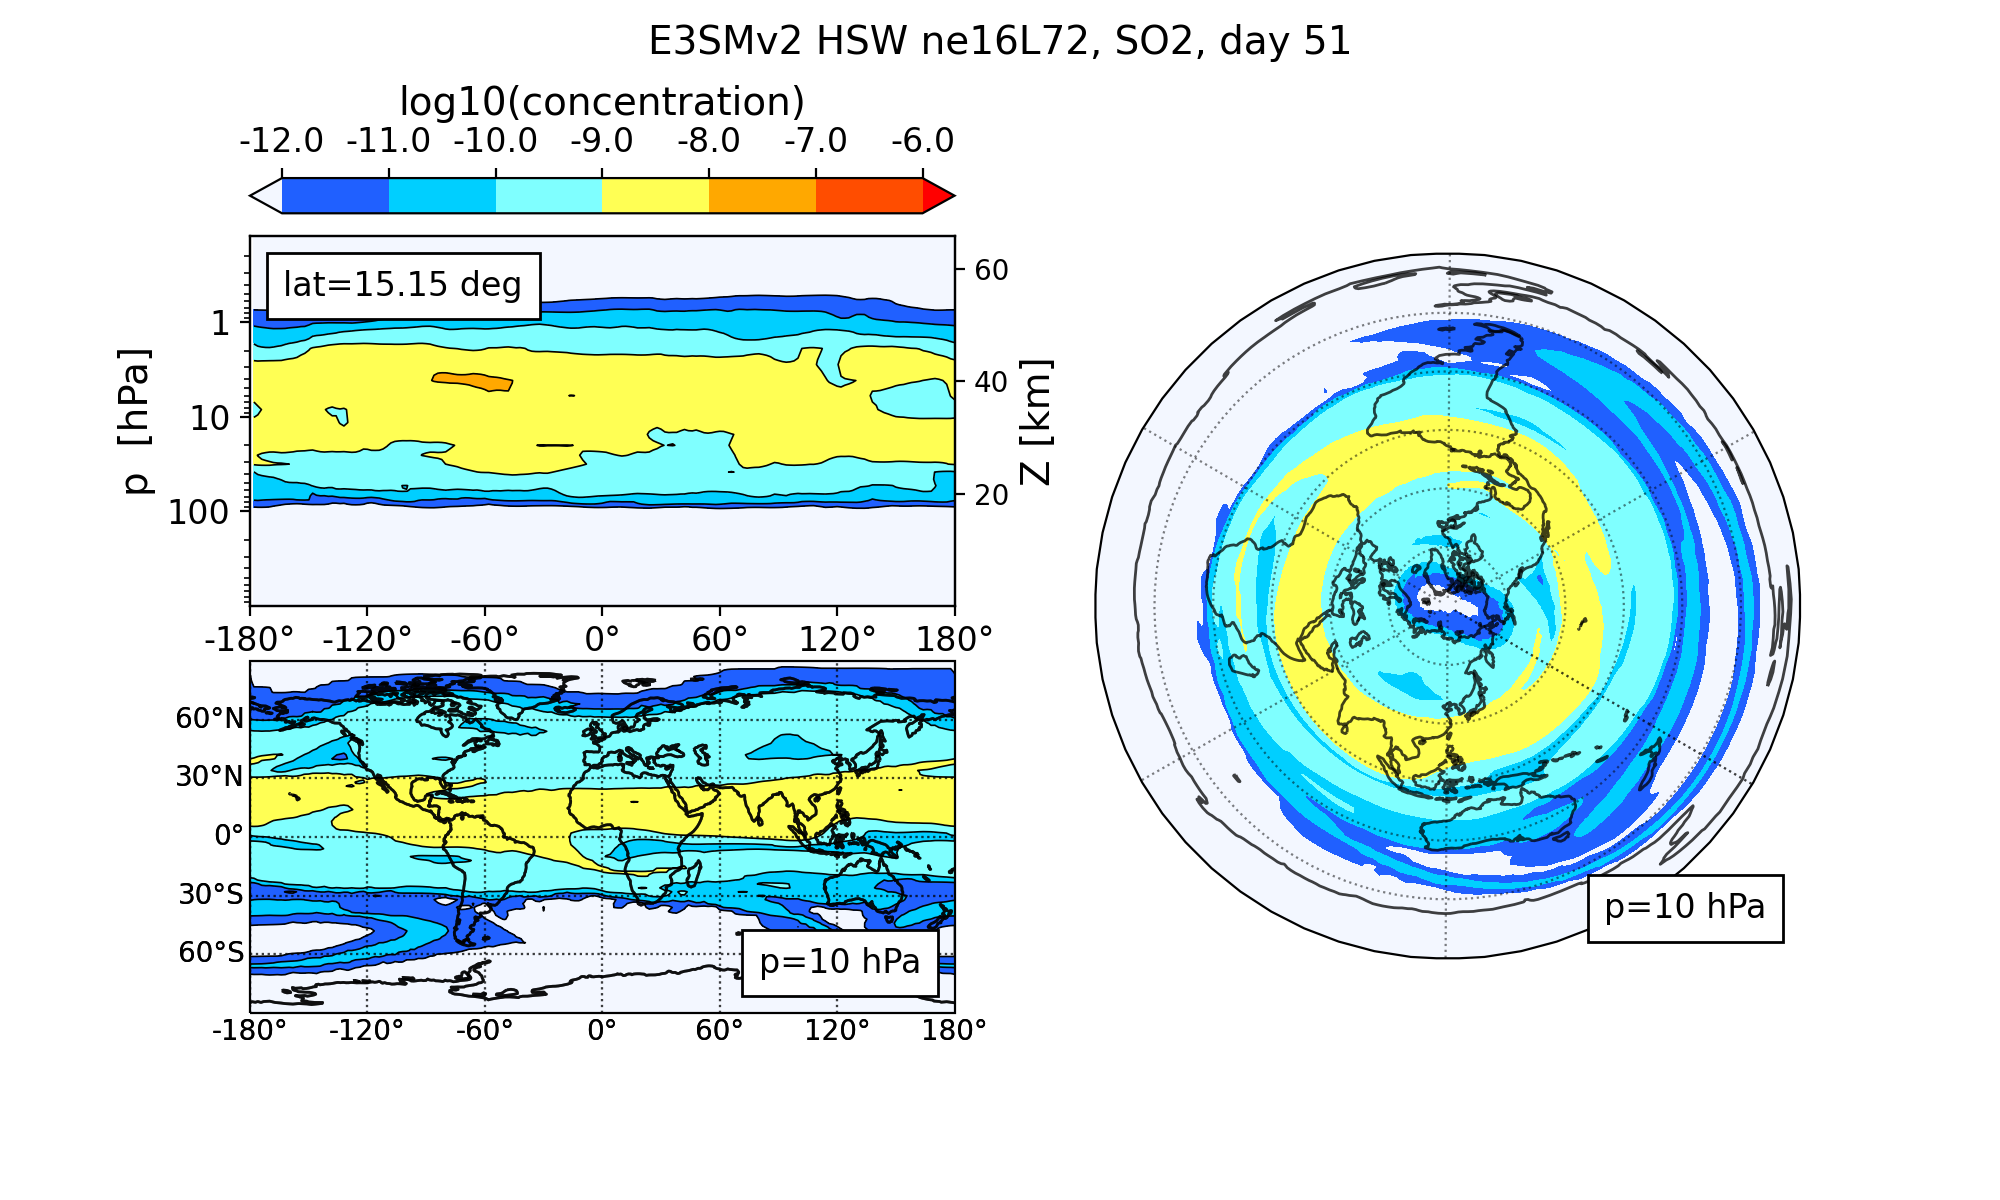 E3SMv2 HSW ne16L72, SO2, day 51
log10(concentration)
-12.0 -11.0 -10.0 -9.0 -8.0 -7.0 -6.0
lat=15.15 deg
p [hPa]
1
10
100
60
40
20
Z [km]
-180° -120° -60° 0° 60° 120° 180°
60°N
30°N
0°
30°S
60°S
p=10 hPa
-180° -120° -60° 0° 60° 120° 180°
p=10 hPa